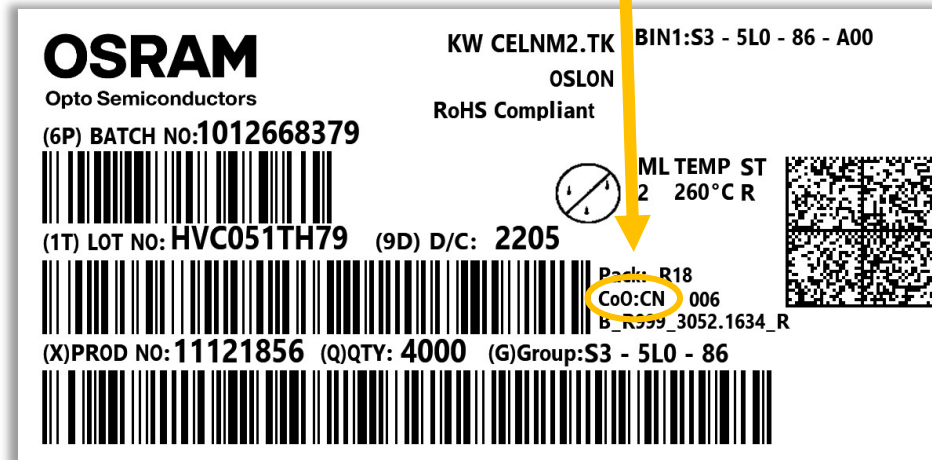 OSRAM
Opto Semiconductors
KW CELNM2.TK
BIN1:S3 - 5L0 - 86 - A00
OSLON
RoHS Compliant
(6P) BATCH NO:1012668379
ML TEMP ST
2 260°C R
(1T) LOT NO: HVC051TH79 (9D) D/C: 2205
Pack: R18
CoO:CN 006
B_R999_3052.1634_R
(X)PROD NO: 11121856 (Q)QTY: 4000 (G)Group:S3 - 5L0 - 86